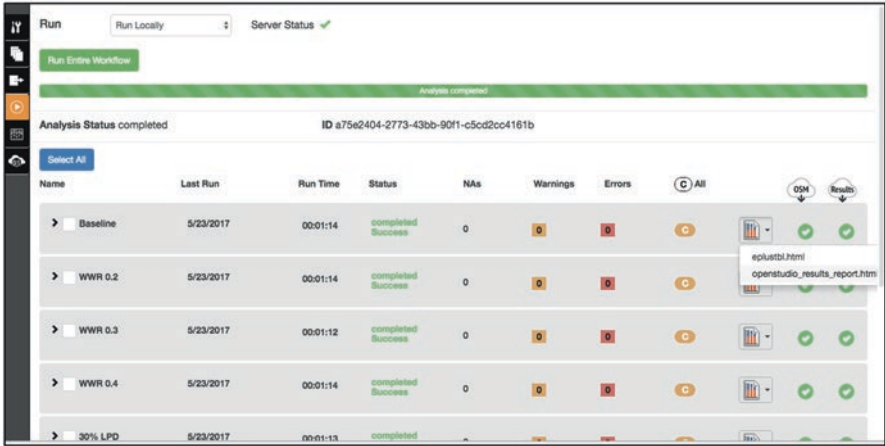 Run Run Locally Server Status
Run Entire Workflow
Analysis completed
Analysis Status completed ID a75e2404-2773-43bb-90f1-c5cd2cc4161b
Select All
Name Last Run Run Time Status NAs Warnings Errors C All OSM Results
Baseline 5/23/2017 00:01:14 completed Success 0 0 0 C
eplustbl.html
openstudio_results_report.htm
WWR 0.2 5/23/2017 00:01:14 completed Success 0 0 0 C
WWR 0.3 5/23/2017 00:01:12 completed Success 0 0 0 C
WWR 0.4 5/23/2017 00:01:14 completed Success 0 0 0 C
30% LPD 5/23/2017 00:01:13 completed